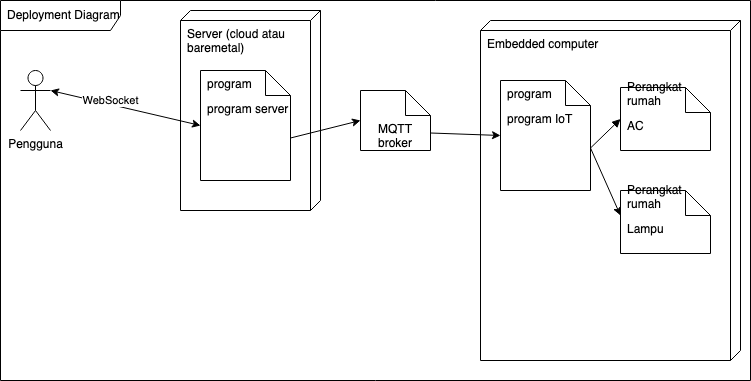 Deployment Diagram
Server (cloud atau
baremetal)
program
program server
WebSocket
Pengguna
MQTT
broker
Embedded computer
program
program IoT
Perangkat
rumah
AC
Perangkat
rumah
Lampu